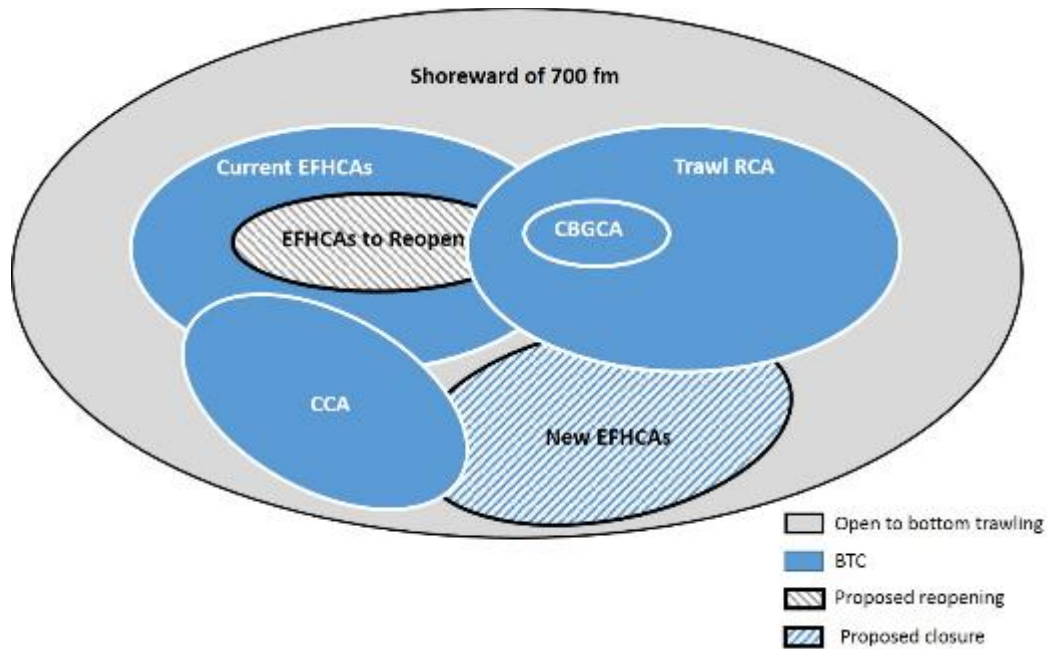 Shoreward of 700 fm
Current EFHCAs
Trawl RCA
EFHCAs to Reopen
CBGCA
CCA
New EFHCAs
Open to bottom trawling
BTC
Proposed reopening
Proposed closure